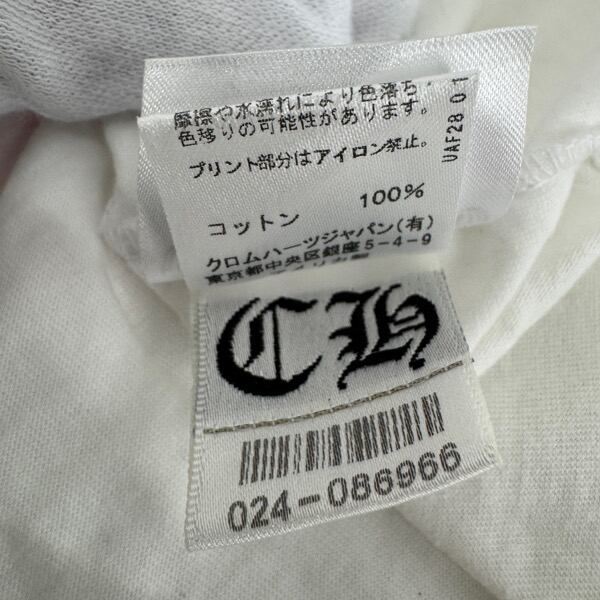 摩擦や水濡れにより色落ち・
色移りの可能性があります。
プリント部分はアイロン禁止。
UAF28 01
コットン 100%
クロムハーツジャパン(有)
東京都中央区銀座5-4-9
CH
024-086966